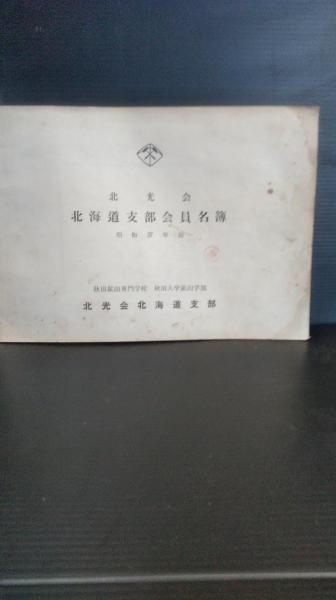 北光会
北海道支部会員名簿
秋田鉱山専門学校 秋田大学鉱山学部
北光会北海道支部